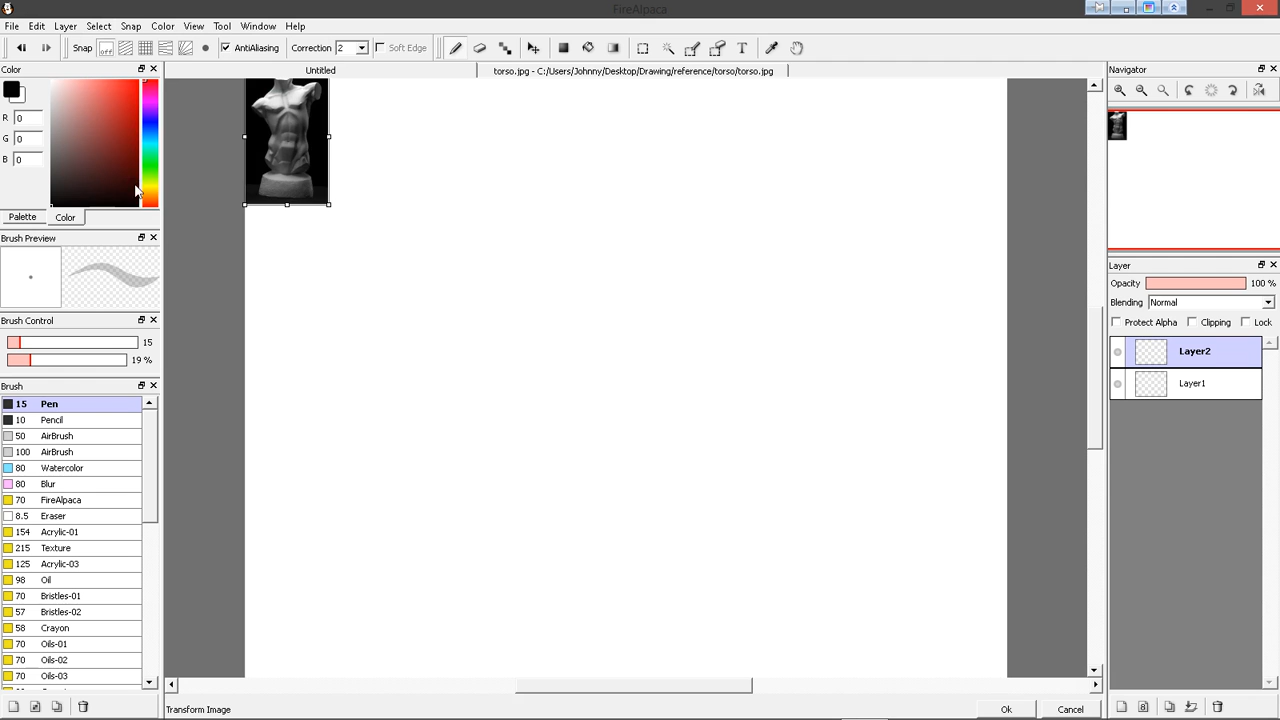 FireAlpaca
File Edit Layer Select Snap Color View Tool Window Help
Snap off AntiAliasing Correction 2 Soft Edge T
Color
Untitled
torso.jpg - C:/Users/Johnny/Desktop/Drawing/reference/torso/torso.jpg
Navigator
R 0
G 0
B 0
Palette Color
Brush Preview
Brush Control
15
19 %
Brush
15 Pen
10 Pencil
50 AirBrush
100 AirBrush
80 Watercolor
80 Blur
70 FireAlpaca
8.5 Eraser
154 Acrylic-01
215 Texture
125 Acrylic-03
98 Oil
70 Bristles-01
57 Bristles-02
58 Crayon
70 Oils-01
70 Oils-02
70 Oils-03
Layer
Opacity 100 %
Blending Normal
Protect Alpha Clipping Lock
Layer2
Layer1
Transform Image
Ok Cancel